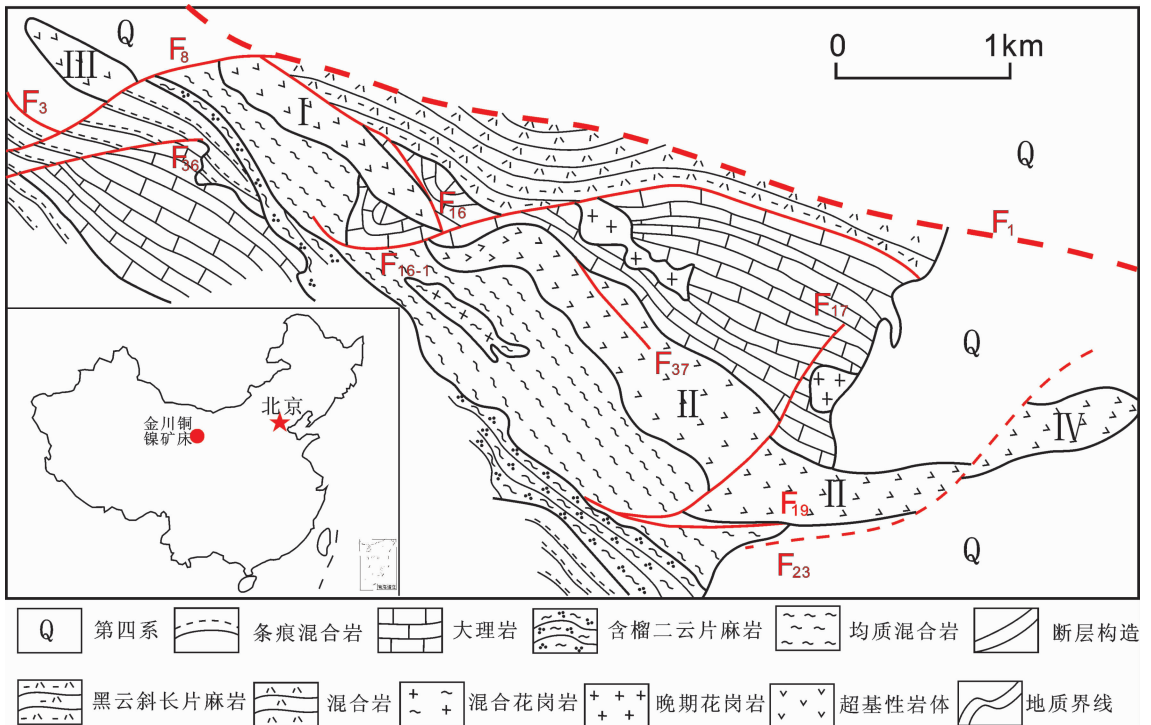 Q
F8
III
0 1km
F3
I
Q
F36
F16
F1
F16-1
F17
Q
F37
II
IV
北京
金川铜
镍矿床
II
F19
Q
F23
Q 第四系 条痕混合岩 大理岩 含榴二云片麻岩 均质混合岩 断层构造
黑云斜长片麻岩 混合岩 混合花岗岩 晚期花岗岩 超基性岩体 地质界线